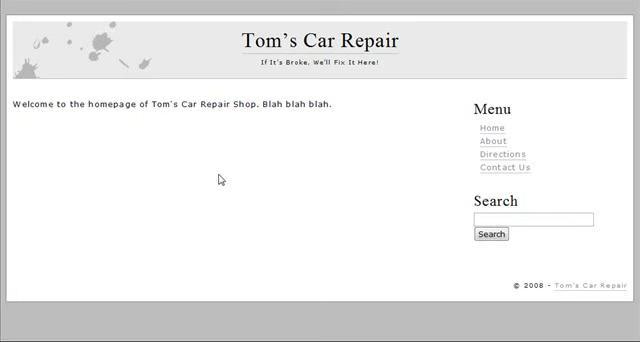 Tom's Car Repair
If It's Broke, We'll Fix It Here!
Welcome to the homepage of Tom's Car Repair Shop. Blah blah blah.
Menu
Home
About
Directions
Contact Us
Search
Search
© 2008 - Tom's Car Repair